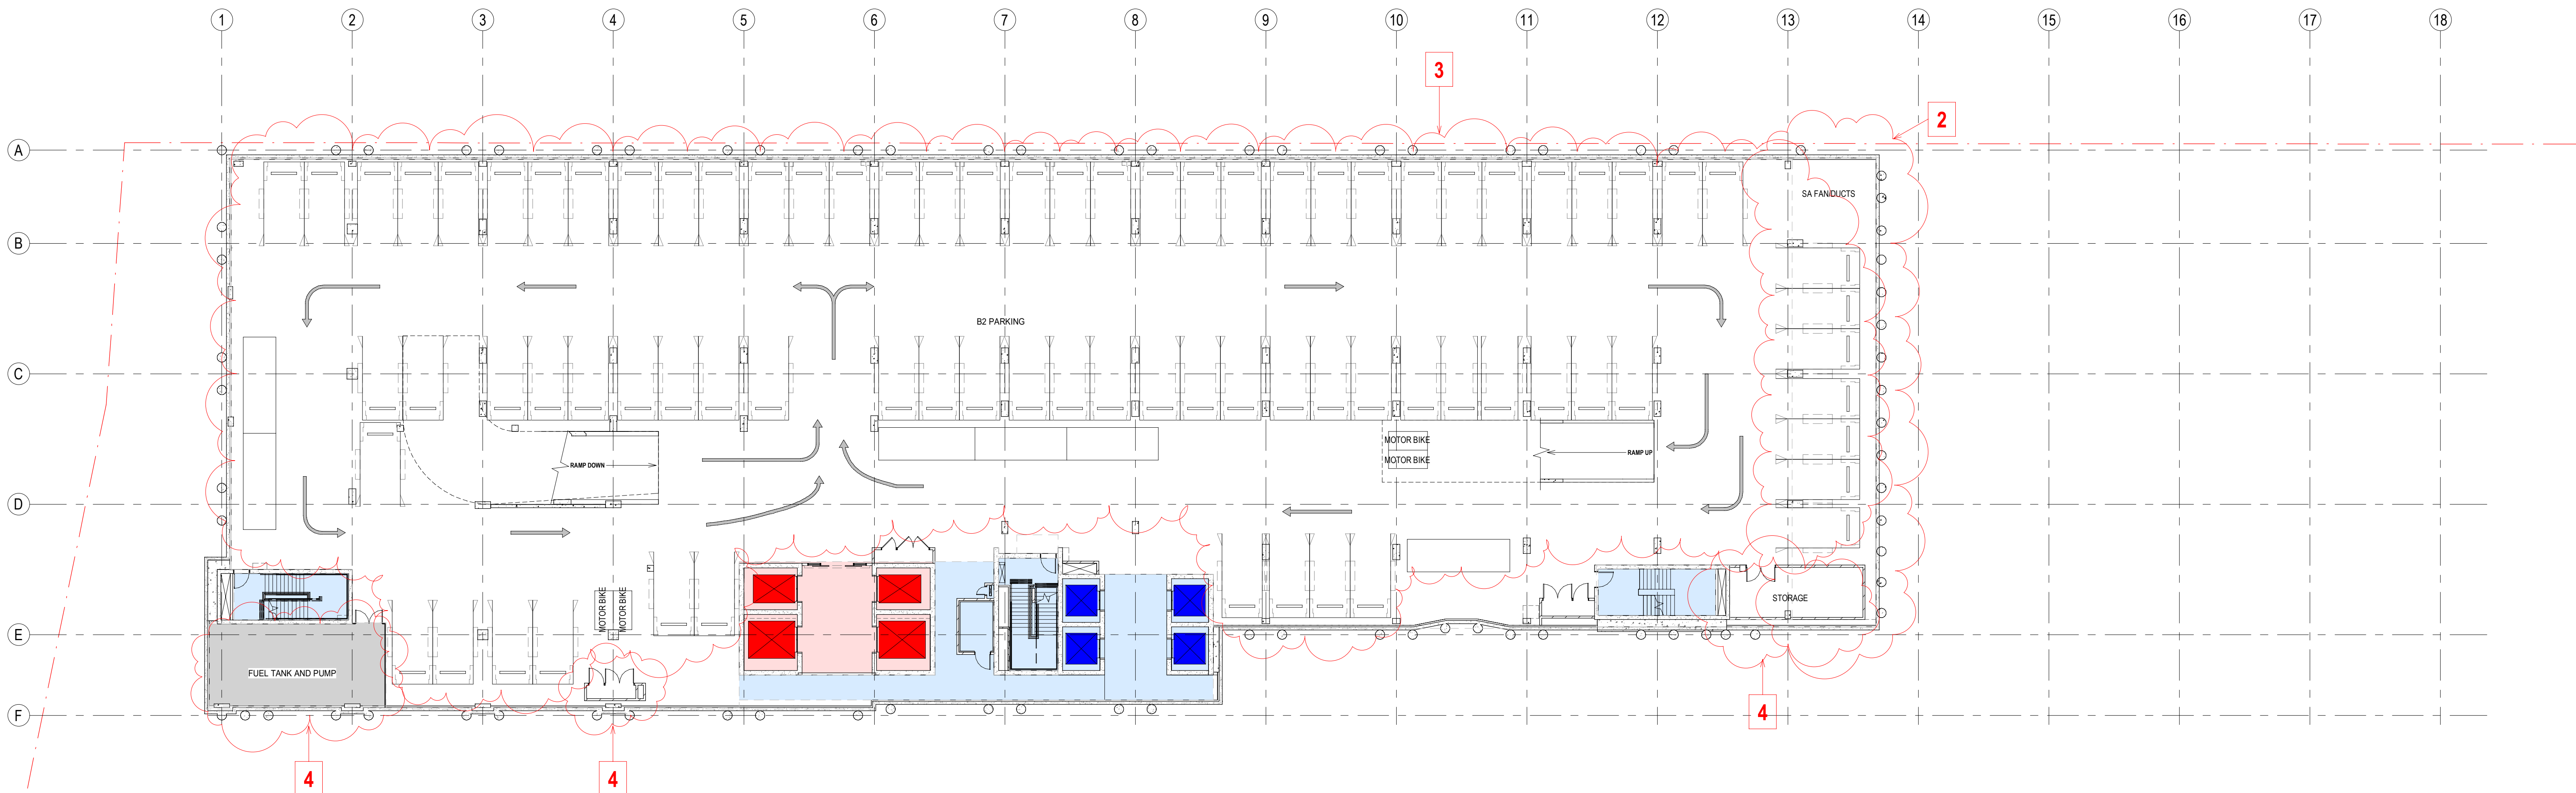 1 2 3 4 5 6 7 8 9 10 11 12 13 14 15 16 17 18
3
2
A
SA FAN/DUCTS
B
B2 PARKING
C
MOTOR BIKE
MOTOR BIKE
RAMP UP
RAMP DOWN
D
STORAGE
MOTOR BIKE
MOTOR BIKE
E
FUEL TANK AND PUMP
F
4
4
4